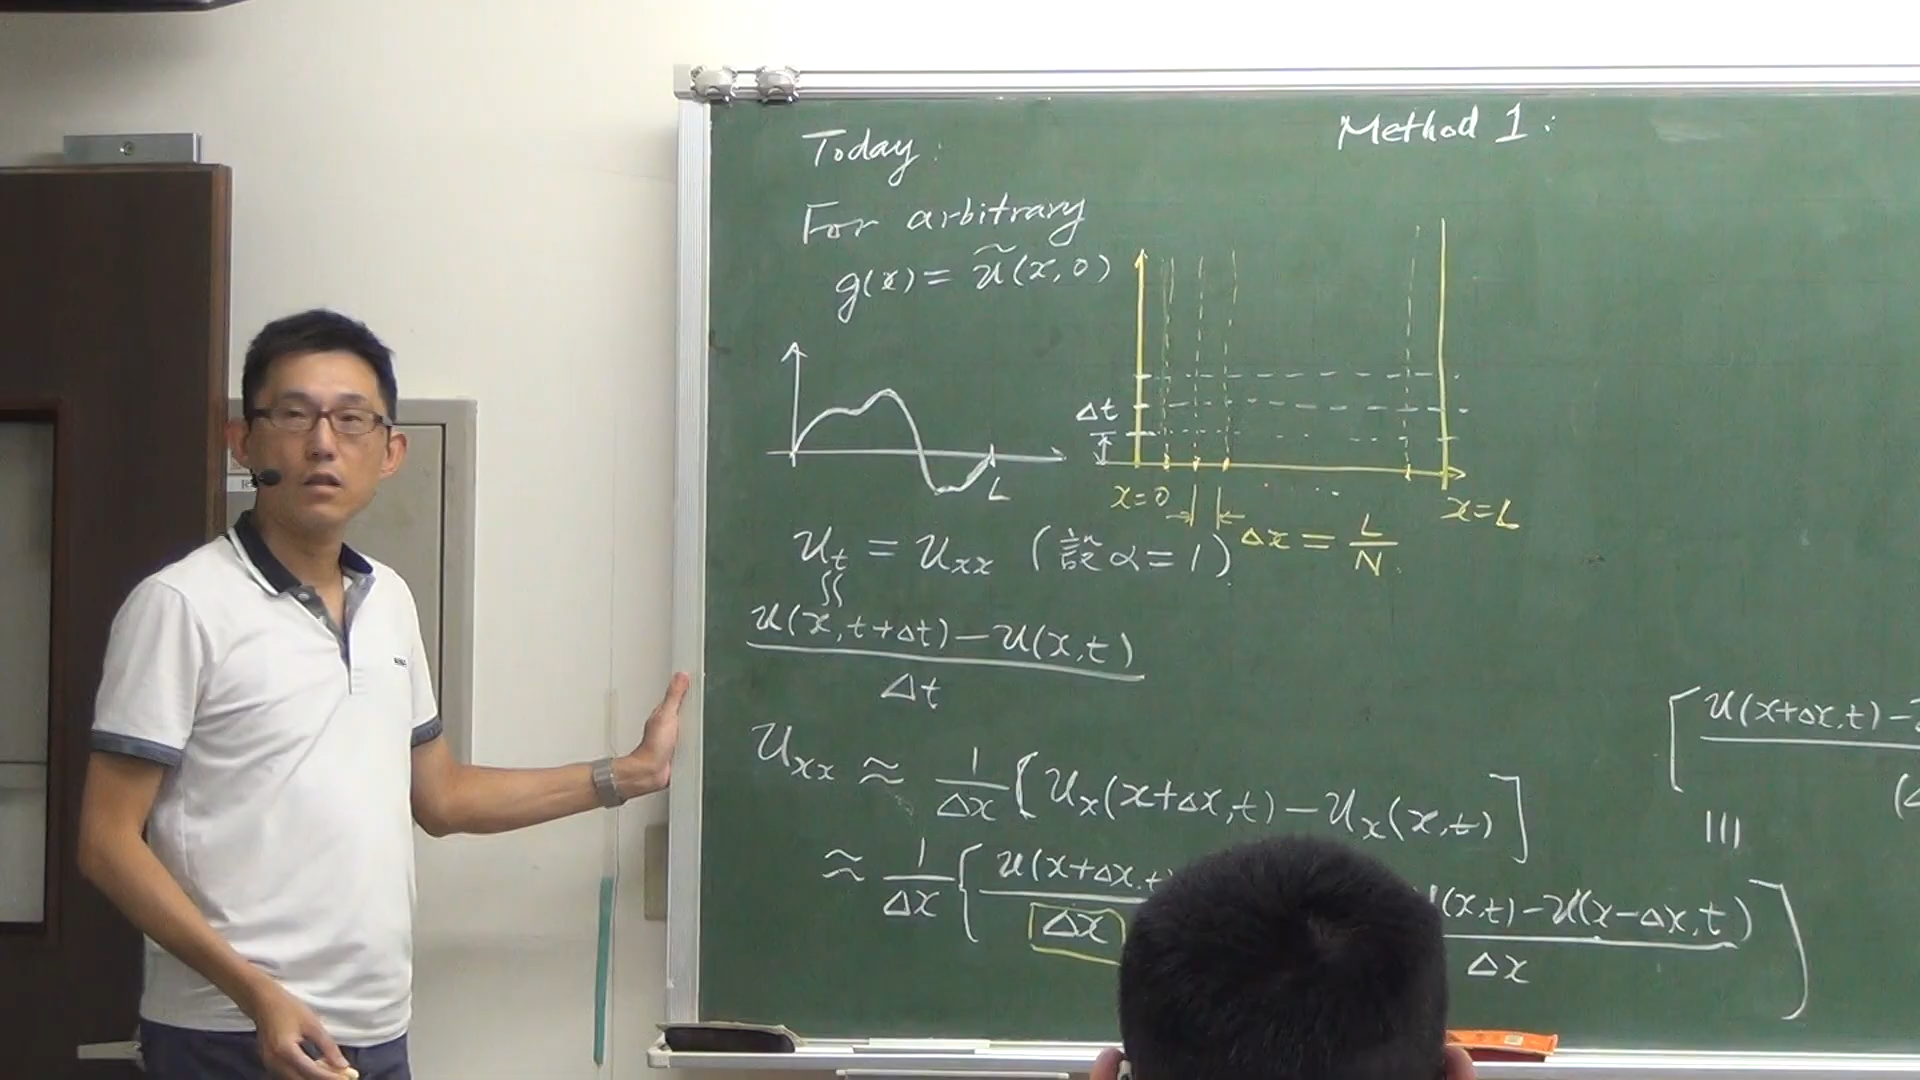 Today:
For arbitrary
g(x) = ũ(x,0)
L
u_t = u_xx (設α=1)
≈
u(x,t+Δt)-u(x,t)
Δt
u_xx ≈ 1/Δx [u_x(x+Δx,t)-u_x(x,t)]
≈ 1/Δx { u(x+Δx,t)
Δx
(x,t)-u(x-Δx,t)
Δx
Method 1:
Δt
x=0
Δx = L/N
x=L
u(x+Δx,t)-